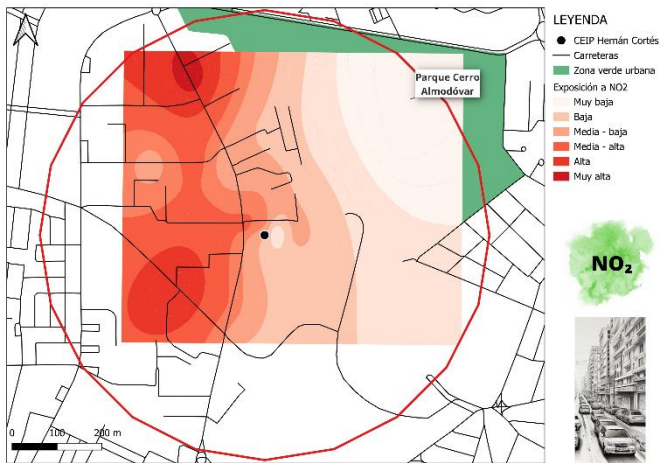 LEYENDA
CEIP Hernán Cortés
Carreteras
Zona verde urbana
Exposición a NO2
Muy baja
Baja
Media - baja
Media - alta
Alta
Muy alta
Parque Cerro
Almodóvar
NO₂
0 100 200 m